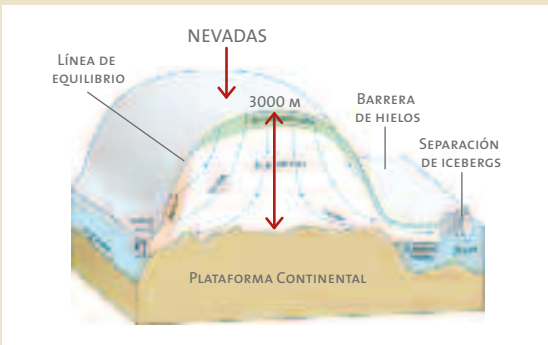 NEVADAS
LÍNEA DE
EQUILIBRIO
3000 M
BARRERA
DE HIELOS
SEPARACIÓN
DE ICEBERGS
PLATAFORMA CONTINENTAL